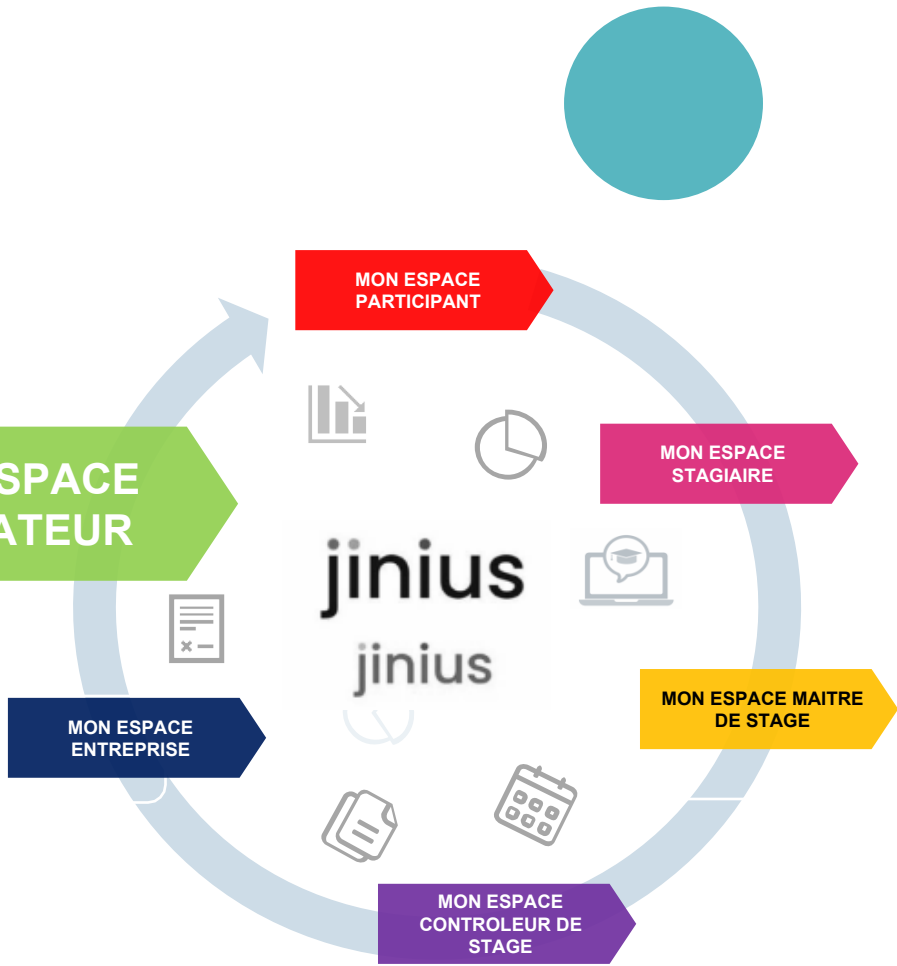 MON ESPACE
PARTICIPANT
MON ESPACE
STAGIAIRE
SPACE
ATEUR
jinius
jinius
MON ESPACE MAITRE
DE STAGE
MON ESPACE
ENTREPRISE
MON ESPACE
CONTROLEUR DE
STAGE